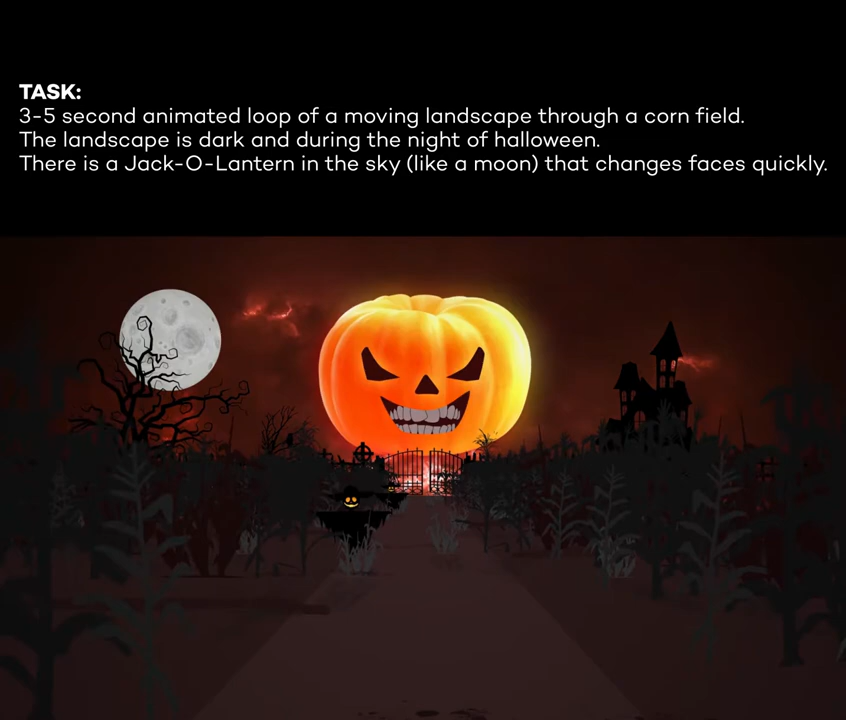 TASK:
3-5 second animated loop of a moving landscape through a corn field.
The landscape is dark and during the night of halloween.
There is a Jack-O-Lantern in the sky (like a moon) that changes faces quickly.